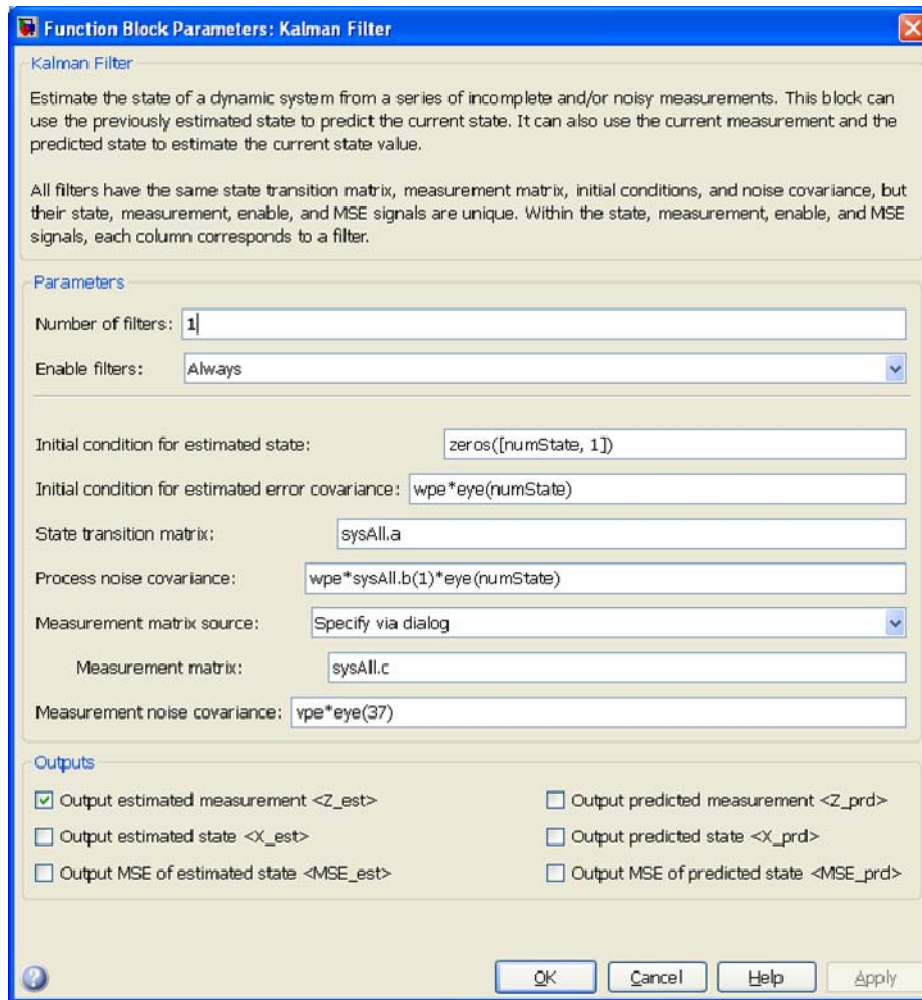 Function Block Parameters: Kalman Filter
Kalman Filter
Estimate the state of a dynamic system from a series of incomplete and/or noisy measurements. This block can
use the previously estimated state to predict the current state. It can also use the current measurement and the
predicted state to estimate the current state value.
All filters have the same state transition matrix, measurement matrix, initial conditions, and noise covariance, but
their state, measurement, enable, and MSE signals are unique. Within the state, measurement, enable, and MSE
signals, each column corresponds to a filter.
Parameters
Number of filters: 1
Enable filters: Always
Initial condition for estimated state: zeros([numState, 1])
Initial condition for estimated error covariance: wpe*eye(numState)
State transition matrix: sysAll.a
Process noise covariance: wpe*sysAll.b(1)*eye(numState)
Measurement matrix source: Specify via dialog
Measurement matrix: sysAll.c
Measurement noise covariance: vpe*eye(37)
Outputs
Output estimated measurement <Z_est> Output predicted measurement <Z_prd>
Output estimated state <X_est> Output predicted state <X_prd>
Output MSE of estimated state <MSE_est> Output MSE of predicted state <MSE_prd>
? OK Cancel Help Apply